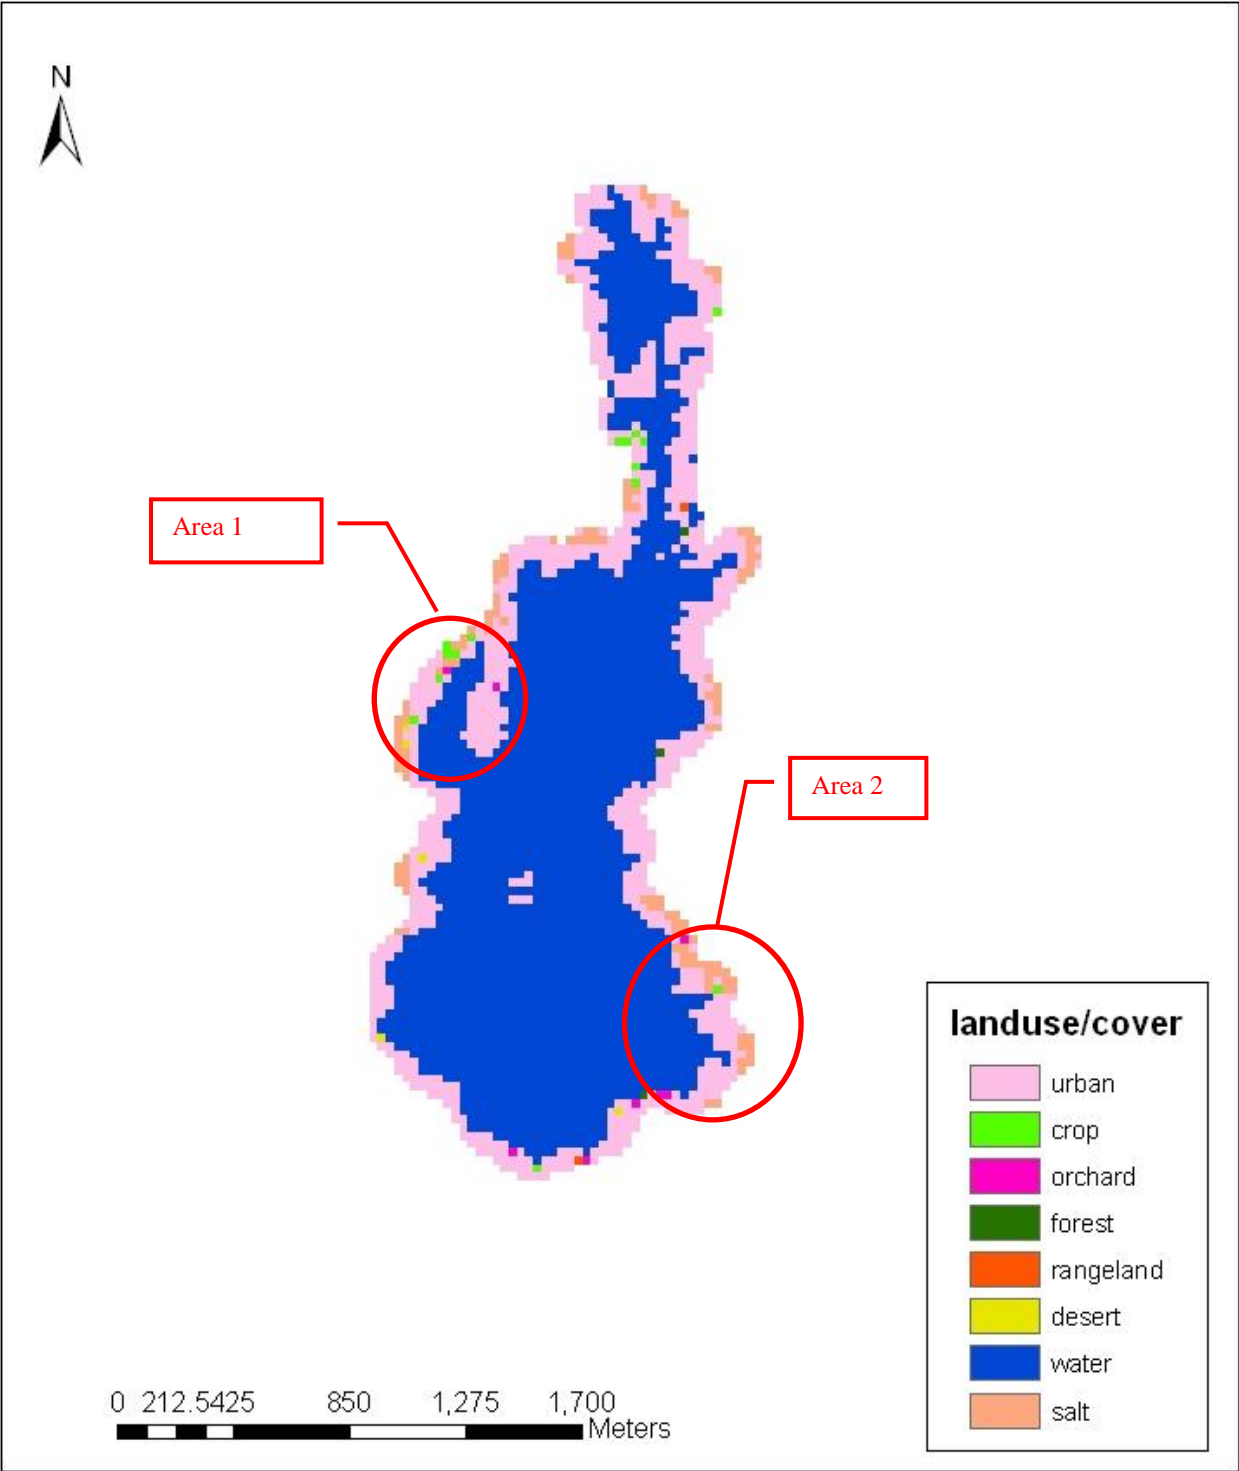 N
Area 1
Area 2
landuse/cover
urban
crop
orchard
forest
rangeland
desert
water
salt
0 212.5425 850 1,275 1,700
Meters